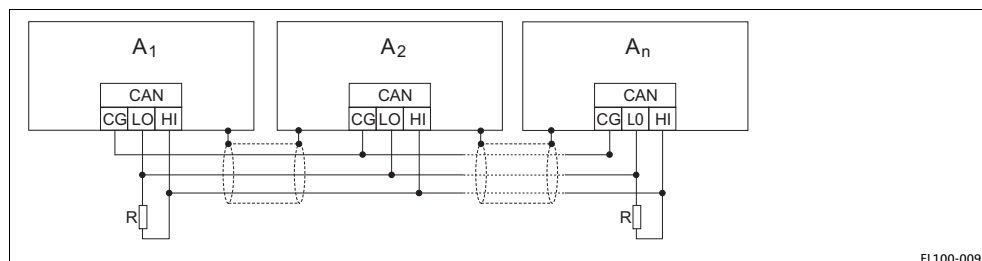 A1 A2 An
CAN CAN CAN
CG LO HI CG LO HI CG L0 HI
R R
EL100-009